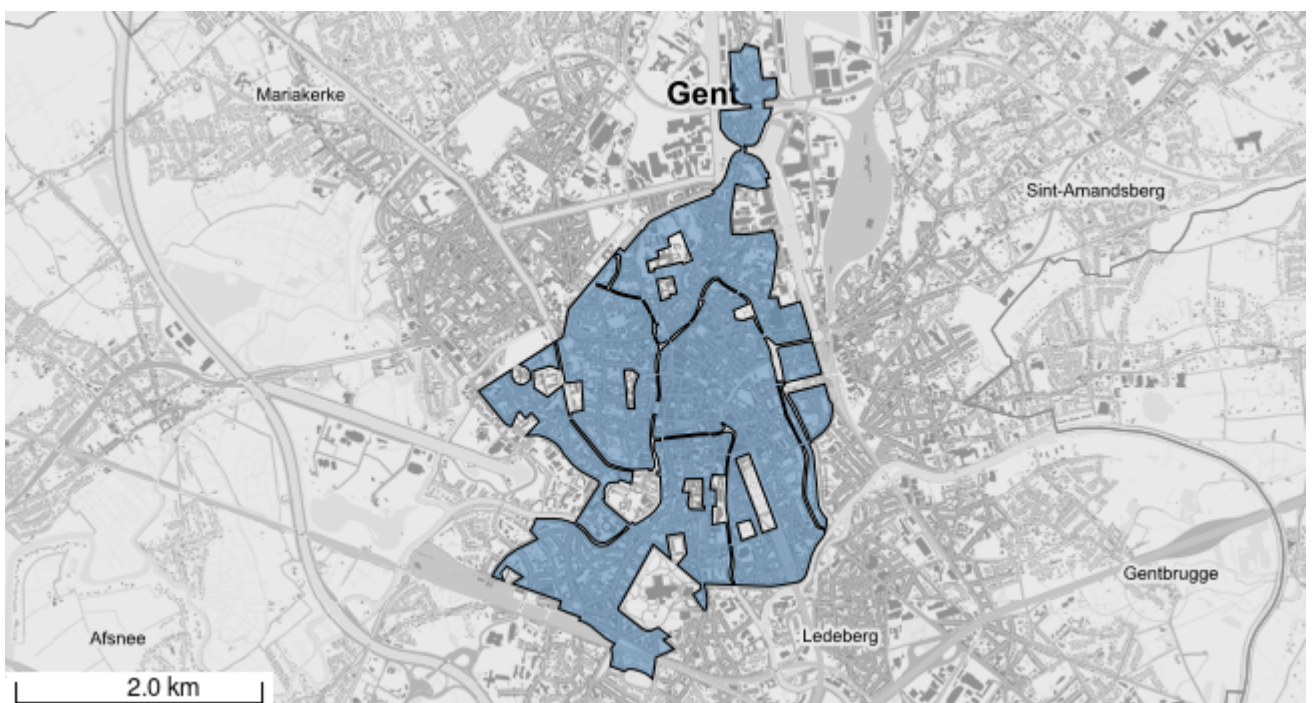 Mariakerke
Gent
Sint-Amandsberg
Gentbrugge
Afsnee
Ledeberg
2.0 km